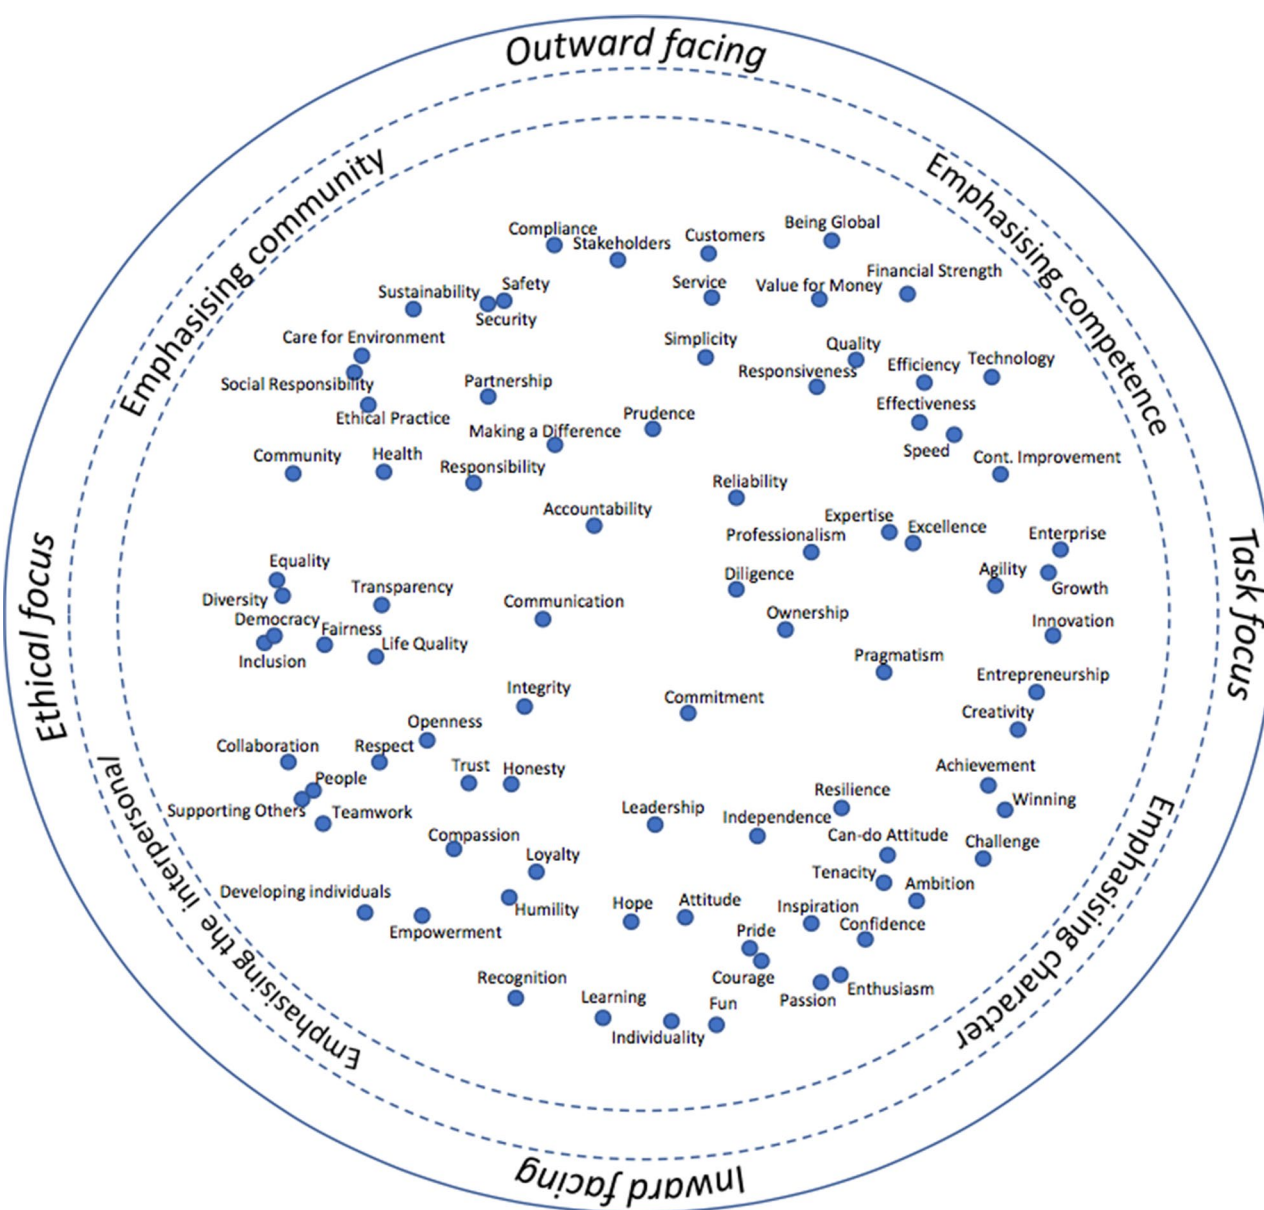 Outward facing
Emphasising community
Emphasising competence
Compliance
Stakeholders
Customers
Being Global
Sustainability
Safety
Security
Service
Value for Money
Financial Strength
Care for Environment
Social Responsibility
Ethical Practice
Partnership
Simplicity
Quality
Responsiveness
Efficiency
Technology
Effectiveness
Speed
Making a Difference
Prudence
Community
Health
Responsibility
Cont. Improvement
Reliability
Accountability
Expertise
Excellence
Professionalism
Enterprise
Ethical focus
Task focus
Equality
Diversity
Transparency
Communication
Diligence
Agility
Growth
Democracy
Fairness
Inclusion
Life Quality
Ownership
Innovation
Pragmatism
Integrity
Commitment
Entrepreneurship
Creativity
Openness
Collaboration
Respect
Trust
Honesty
Achievement
People
Supporting Others
Teamwork
Leadership
Resilience
Independence
Winning
Compassion
Can-do Attitude
Challenge
Loyalty
Tenacity
Ambition
Developing individuals
Empowerment
Humility
Hope
Attitude
Inspiration
Confidence
Pride
Courage
Recognition
Learning
Individuality
Fun
Passion
Enthusiasm
Emphasising the interpersonal
Emphasising character
Inward facing